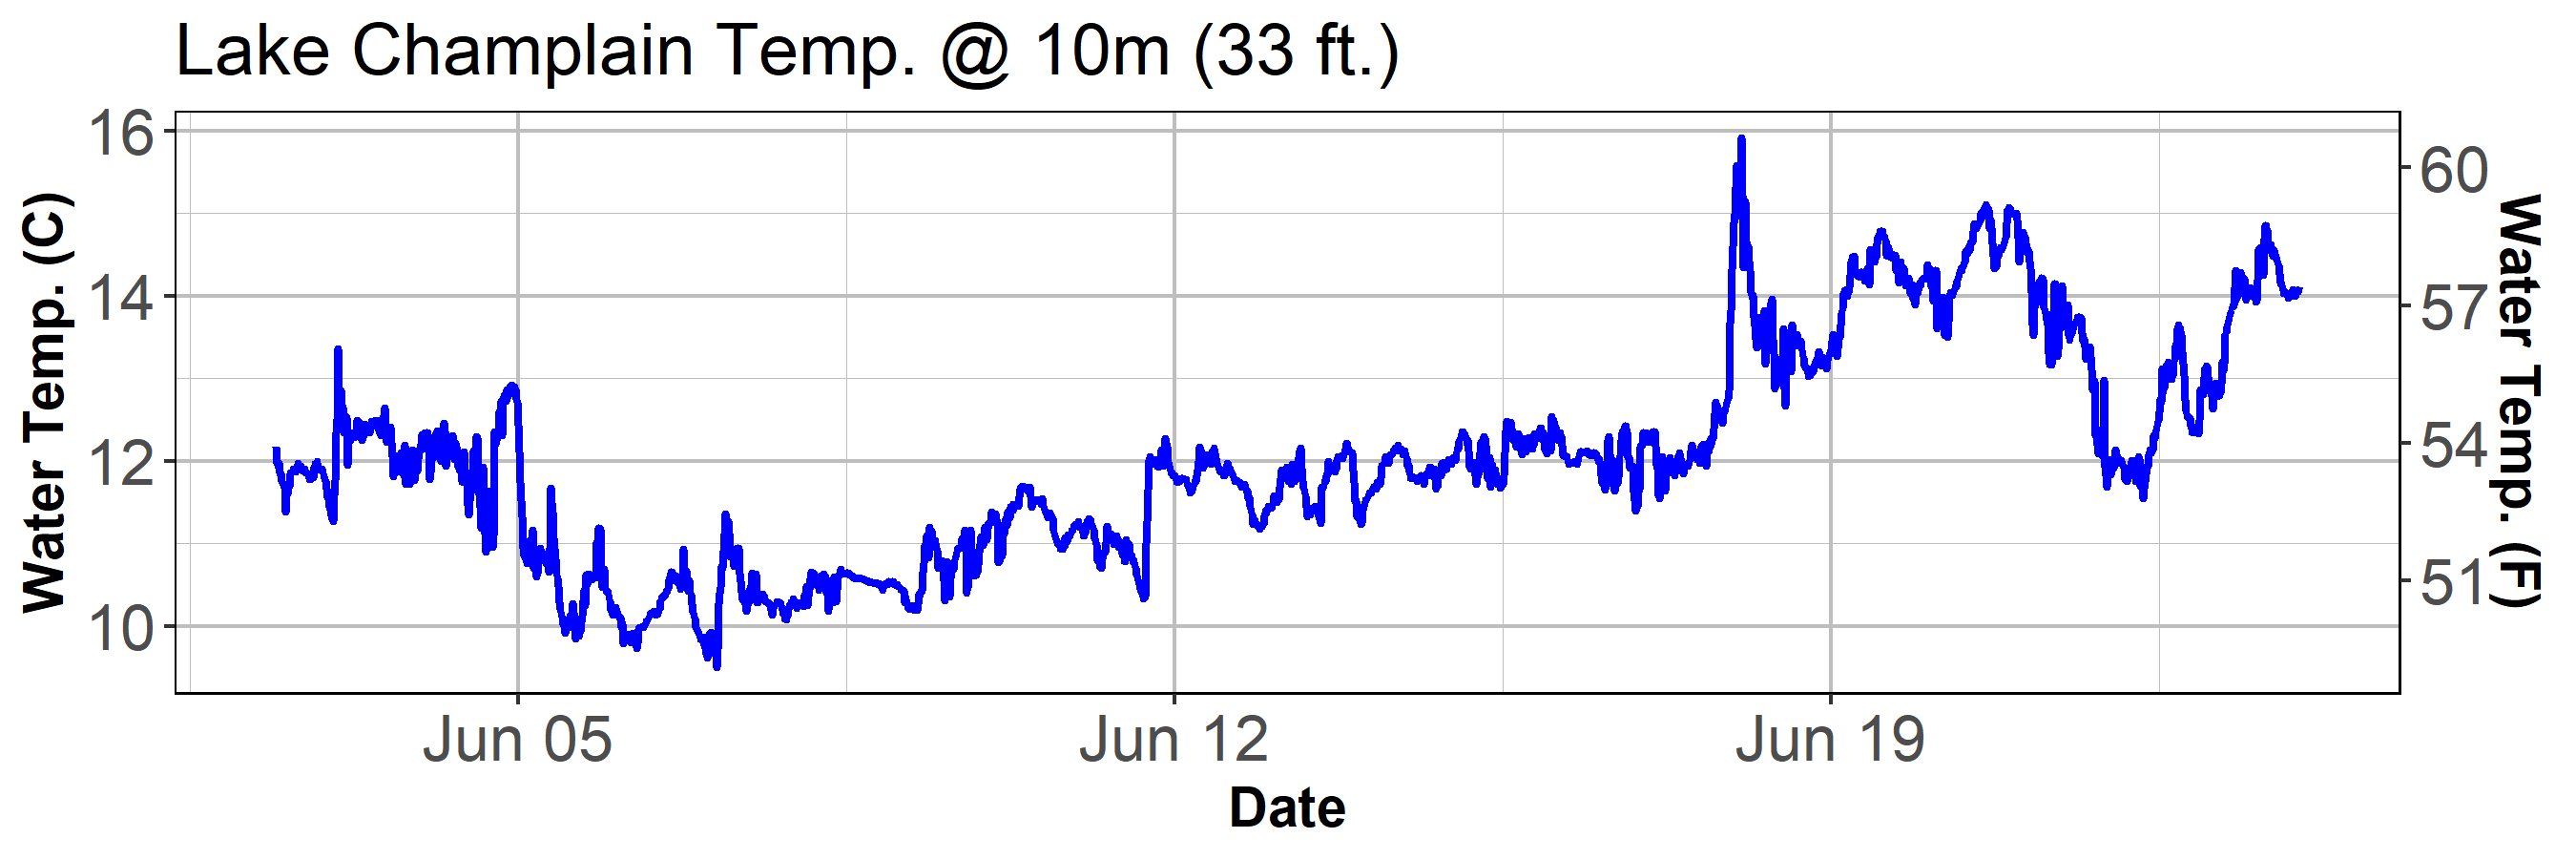 Lake Champlain Temp. @ 10m (33 ft.)
Water Temp. (C)
16
14
12
10
60
57
54
51
Water Temp. (F)
Jun 05
Jun 12
Jun 19
Date